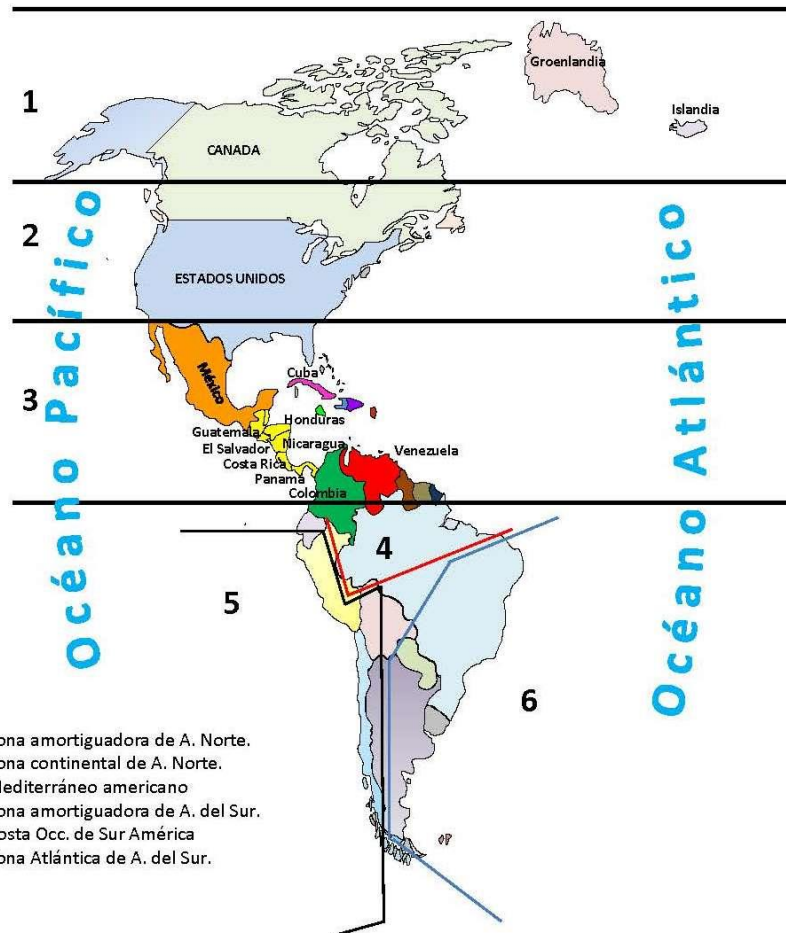 Groenlandia
1
Islandia
CANADA
Océano Pacífico
Océano Atlántico
2
ESTADOS UNIDOS
3
México
Cuba
Honduras
Guatemala
El Salvador
Nicaragua
Costa Rica
Panamá
Venezuela
Colombia
4
5
6
ona amortiguadora de A. Norte.
ona continental de A. Norte.
editerráneo americano
ona amortiguadora de A. del Sur.
osta Occ. de Sur América
ona Atlántica de A. del Sur.